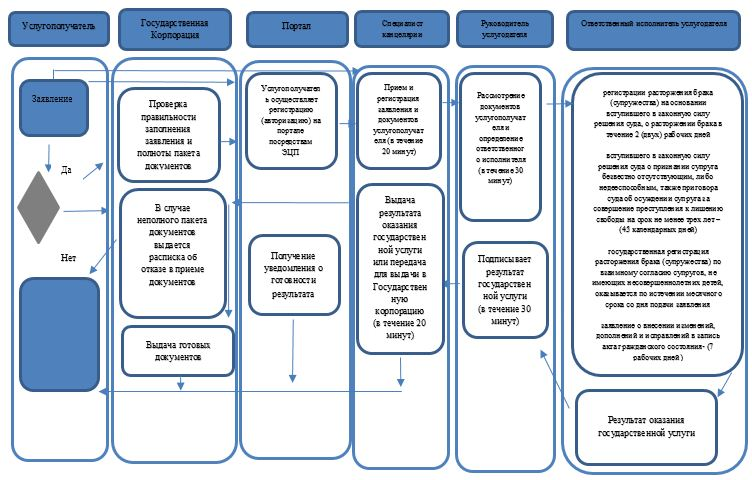 Услугополучатель
Государственная
Корпорация
Портал
Специалист
канцелярии
Руководитель
услугодателя
Ответственный исполнитель услугодателя
Заявление
Да
Нет
Проверка
правильности
заполнения
заявления и
полноты пакета
документов
В случае
неполного пакета
документов
выдается
расписка об
отказе в приеме
документов
Выдача готовых
документов
Услугополучател
ь осуществляет
регистрацию
(авторизацию) на
портале
посредствам
ЭЦП
Получение
уведомления о
готовности
результата
Прием и
регистрация
заявления и
документов
услугополучат
еля (в течение
20 минут)
Выдача
результата
оказания
государствен
ной услуги
или передача
для выдачи в
Государствен
ную
корпорацию
(в течение 20
минут)
Рассмотрение
документов
услугополучат
еля и
определение
ответственног
о исполнителя
(в течение 30
минут)
Подписывает
результат
государствен
ной услуги
(в течение 30
минут)
регистрации расторжения брака
(супружества) на основании
вступившего в законную силу
решения суда, о расторжении брака в
течение 2 (двух) рабочих дней
вступившего в законную силу
решения суда о признании супруга
безвестно отсутствующим, либо
недееспособным, также приговора
суда об осуждении супруга за
совершение преступления к лишению
свободы на срок не менее трех лет –
(43 календарных дней)
государственная регистрация
расторжения брака (супружества) по
взаимному согласию супругов, не
имеющих несовершеннолетних детей,
оказывается по истечении месячного
срока со дня подачи заявления
заявление о внесении изменений,
дополнений и исправлений в запись
акта гражданского состояния- (7
рабочих дней)
Результат оказания
государственной услуги